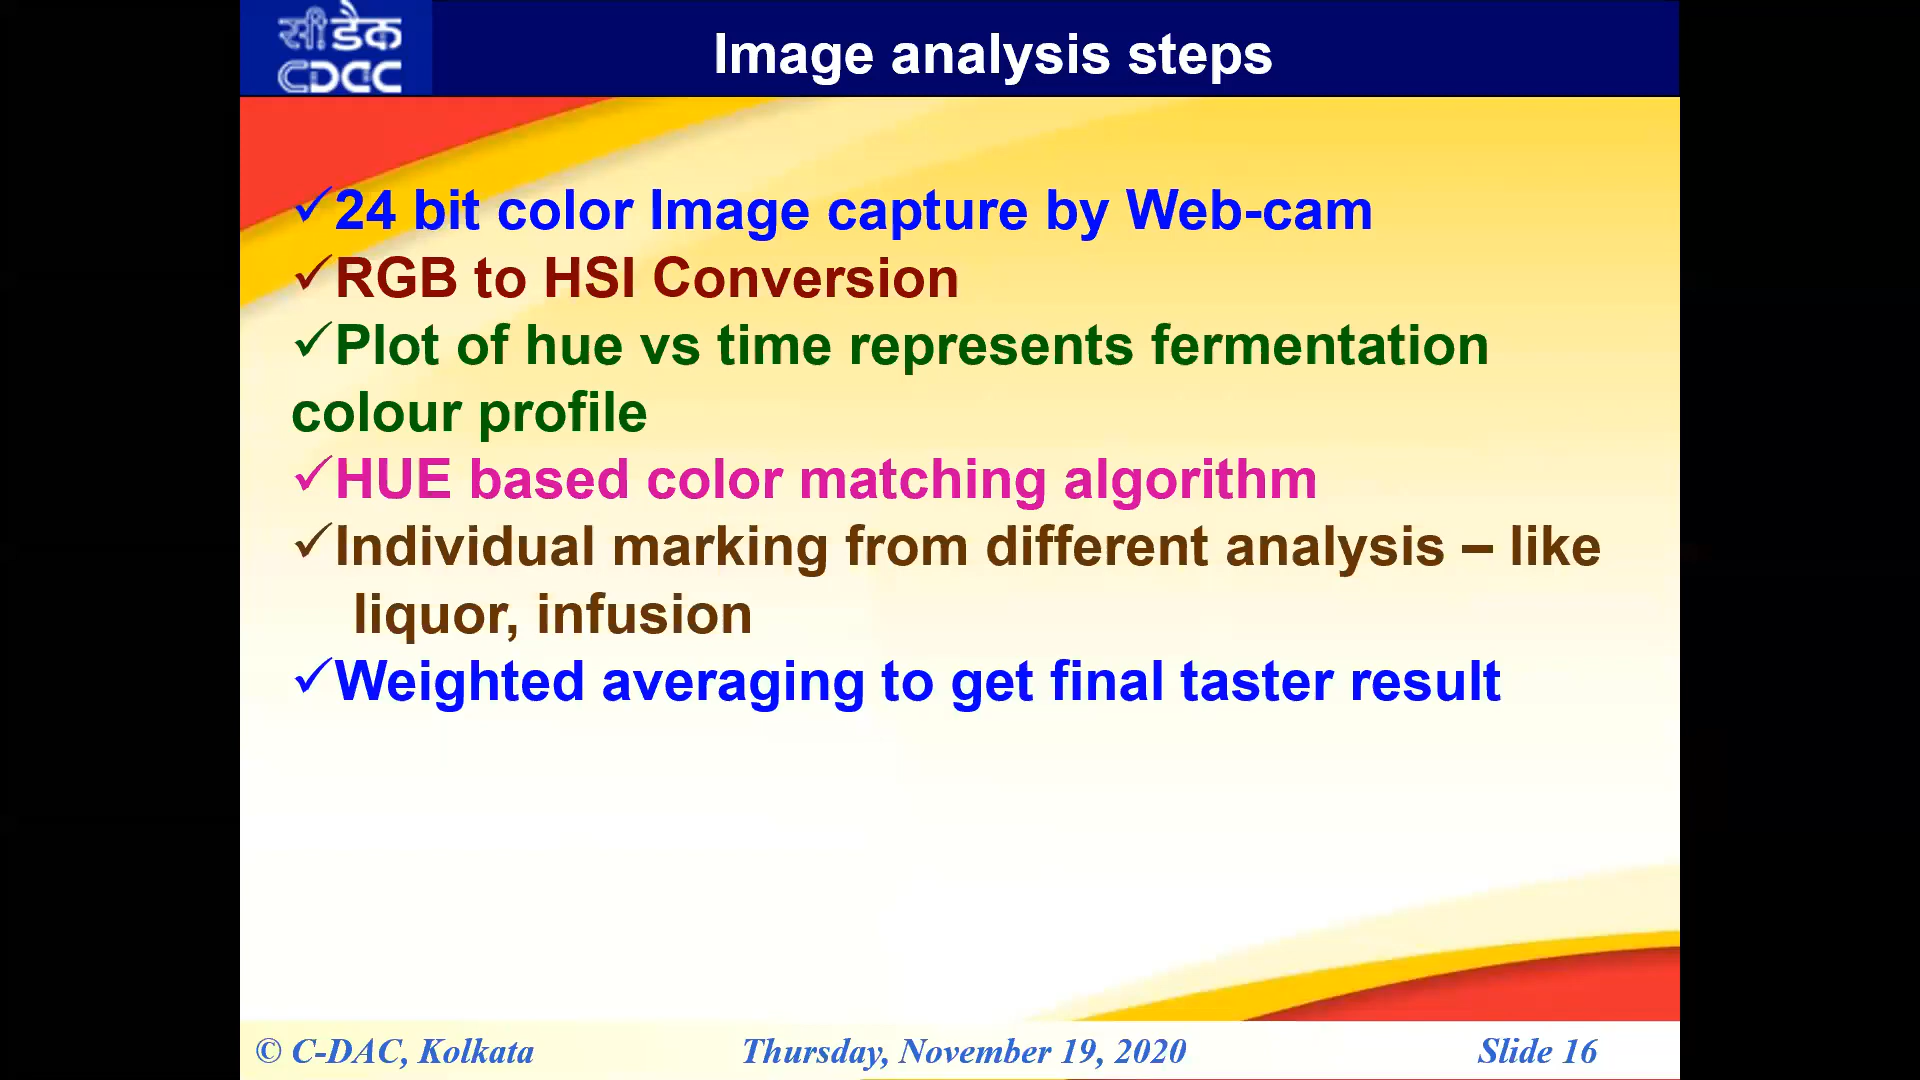 सीडैक
CDAC
Image analysis steps
✓24 bit color Image capture by Web-cam
✓RGB to HSI Conversion
✓Plot of hue vs time represents fermentation
colour profile
✓HUE based color matching algorithm
✓Individual marking from different analysis – like
liquor, infusion
✓Weighted averaging to get final taster result
© C-DAC, Kolkata Thursday, November 19, 2020 Slide 16